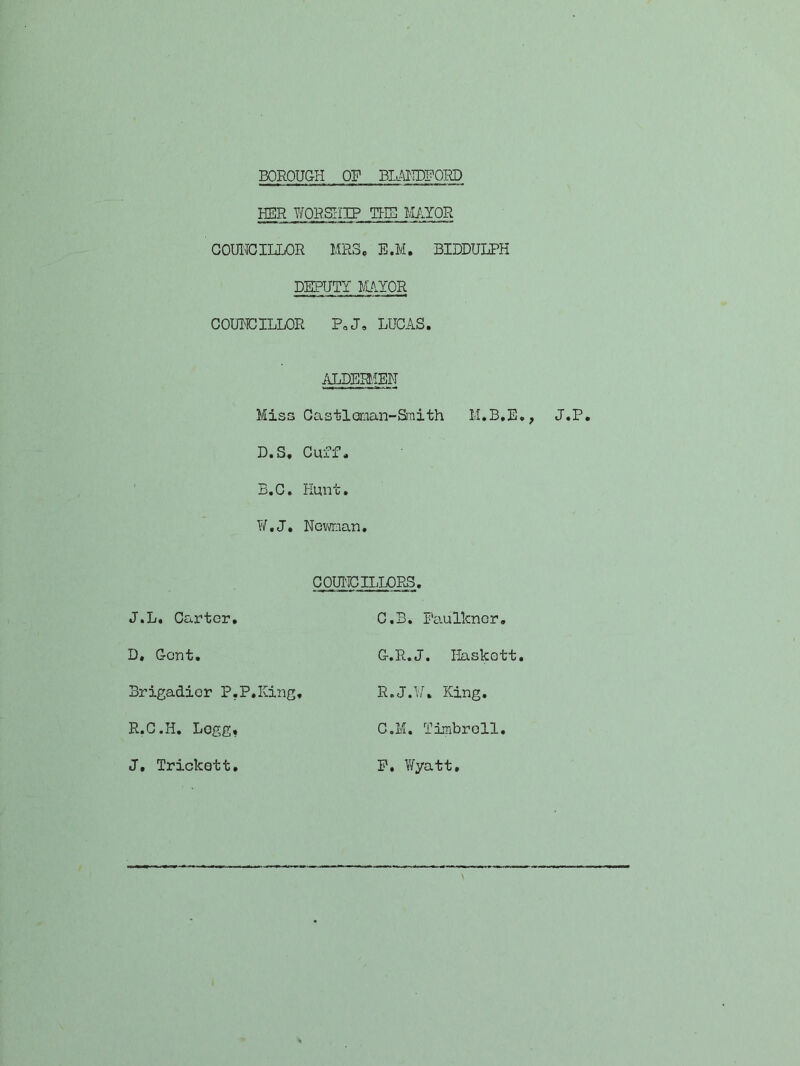 BOROUGH OF BLANDFORD
HER WORSHIP THE MAYOR
COUNCILLOR MRS. E.M. BIDDULPH
DEPUTY MAYOR
COUNCILLOR P.J. LUCAS.
ALDERMEN
Miss Castleman-Smith M.B.E., J.P.
D.S. Cuff.
B.C. Hunt.
W.J. Newman.
COUNCILLORS.
J.L. Carter. C.B. Faulkner.
D. Gent. G.R.J. Haskett.
Brigadier P.P.King. R.J.W. King.
R.C.H. Legg. C.M. Timbrell.
J. Trickett. P. Wyatt.